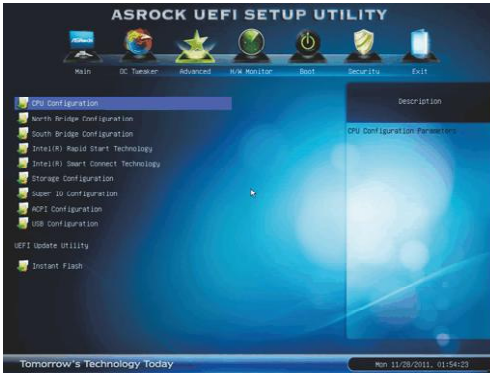 ASROCK UEFI SETUP UTILITY
ASRock
Main OC Tweaker Advanced H/W Monitor Boot Security Exit
CPU Configuration
North Bridge Configuration
South Bridge Configuration
Intel(R) Rapid Start Technology
Intel(R) Smart Connect Technology
Storage Configuration
Super IO Configuration
ACPI Configuration
USB Configuration
UEFI Update Utility
Instant Flash
Description
CPU Configuration Parameters
Tomorrow's Technology Today
Mon 11/28/2011, 01:54:23